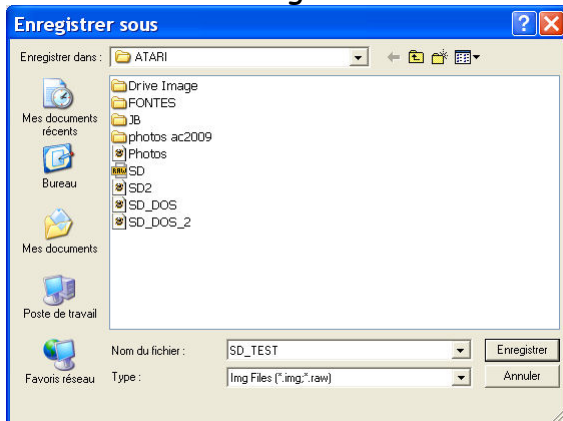 Enregistrer sous
Enregistrer dans :
ATARI
Mes documents
récents
Bureau
Mes documents
Poste de travail
Favoris réseau
Drive Image
FONTES
JB
photos ac2009
Photos
RAW SD
SD2
SD_DOS
SD_DOS_2
Nom du fichier :
SD_TEST
Enregistrer
Type :
Img Files (*.img;*.raw)
Annuler